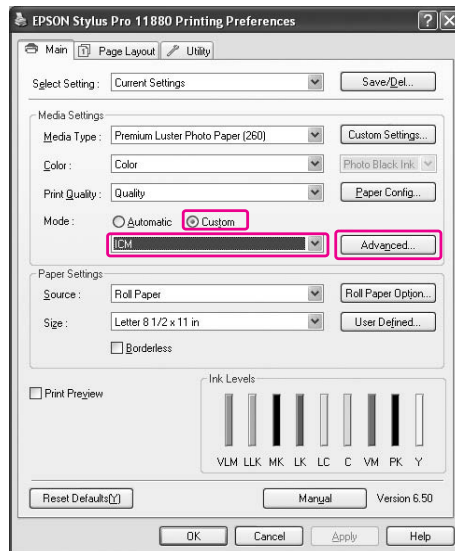 EPSON Stylus Pro 11880 Printing Preferences
Main Page Layout Utility
Select Setting : Current Settings Save/Del...
Media Settings
Media Type : Premium Luster Photo Paper (260) Custom Settings...
Color : Color Photo Black Ink
Print Quality : Quality Paper Config...
Mode : Automatic Custom
ICM Advanced...
Paper Settings
Source : Roll Paper Roll Paper Option...
Size : Letter 8 1/2 x 11 in User Defined...
Borderless
Print Preview
Ink Levels
VLM LLK MK LK LC C VM PK Y
Reset Defaults[Y] Manual Version 6.50
OK Cancel Apply Help